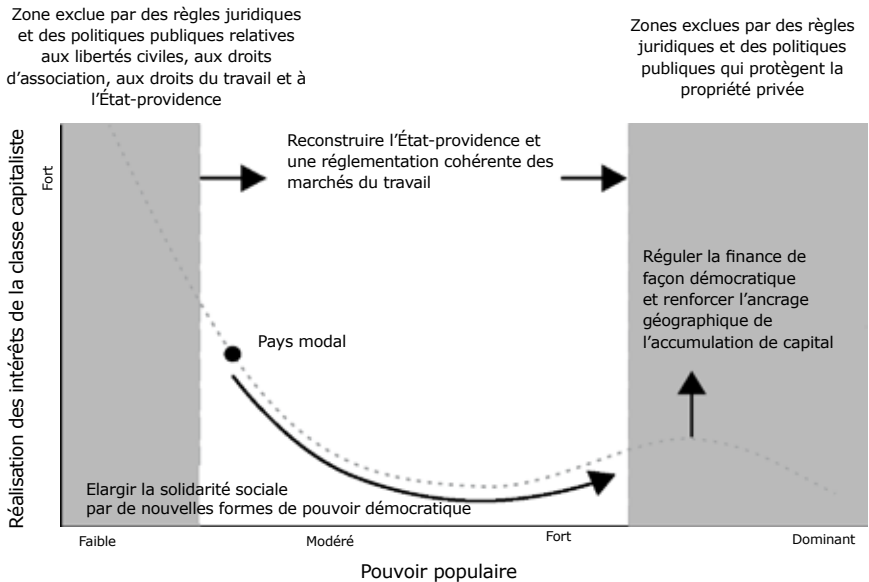 Zone exclue par des règles juridiques
et des politiques publiques relatives
aux libertés civiles, aux droits
d’association, aux droits du travail et à
l’État-providence
Zones exclues par des règles
juridiques et des politiques
publiques qui protègent la
propriété privée
Réalisation des intérêts de la classe capitaliste
Fort
Reconstruire l’État-providence et
une réglementation cohérente des
marchés du travail
Réguler la finance de
façon démocratique
et renforcer l’ancrage
géographique de
l’accumulation de capital
Pays modal
Elargir la solidarité sociale
par de nouvelles formes de pouvoir démocratique
Faible
Modéré
Fort
Dominant
Pouvoir populaire